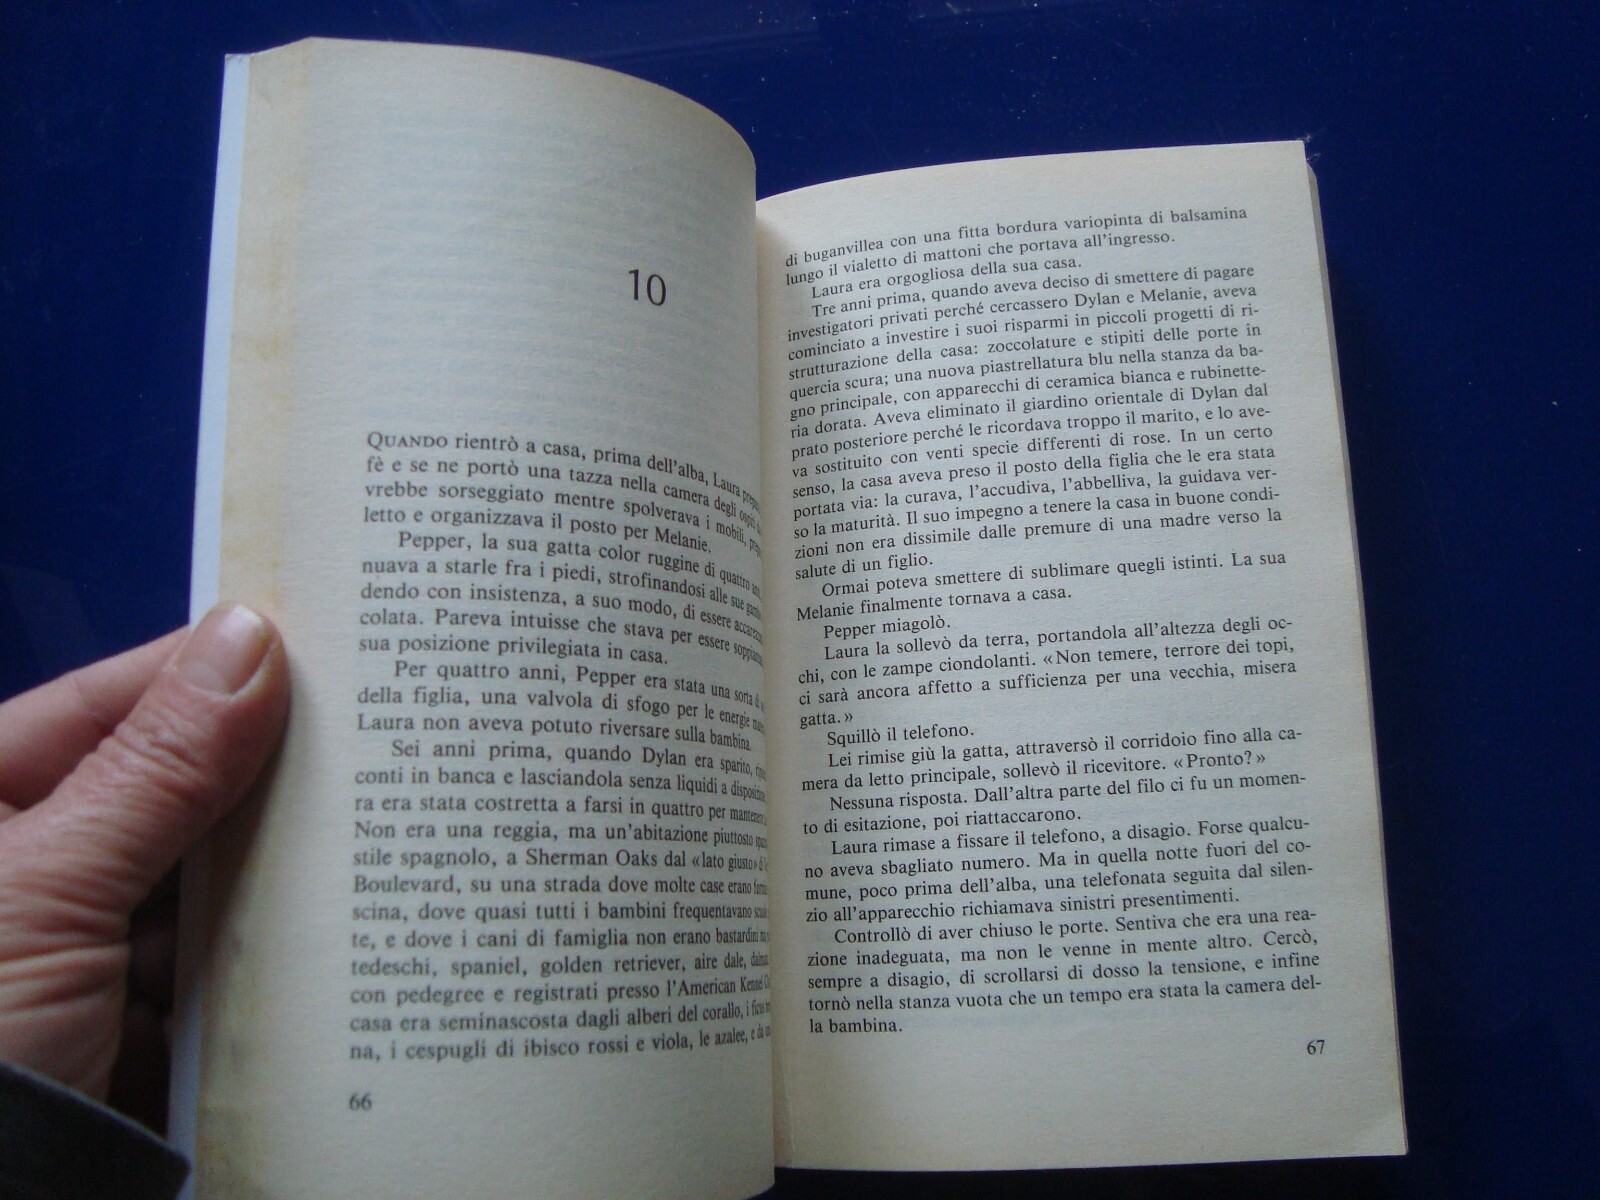 10
QUANDO rientrò a casa, prima dell'alba, Laura
fè e se ne portò una tazza nella camera degli ospiti
vrebbe sorseggiato mentre spolverava i mobili,
letto e organizzava il posto per Melanie.
Pepper, la sua gatta color ruggine di quattro anni,
nuava a starle fra i piedi, strofinandosi alle sue
dendo con insistenza, a suo modo, di essere
colata. Pareva intuisse che stava per essere
sua posizione privilegiata in casa.
Per quattro anni, Pepper era stata una sorta di
della figlia, una valvola di sfogo per le energie
Laura non aveva potuto riversare sulla bambina.
Sei anni prima, quando Dylan era sparito,
conti in banca e lasciandola senza liquidi a
ra era stata costretta a farsi in quattro per
Non era una reggia, ma un'abitazione piuttosto
stile spagnolo, a Sherman Oaks dal «lato giusto» di
Boulevard, su una strada dove molte case erano
scina, dove quasi tutti i bambini frequentavano
te, e dove i cani di famiglia non erano bastardini
tedeschi, spaniel, golden retriever, aire dale,
con pedegree e registrati presso l'American Kennel
casa era seminascosta dagli alberi del corallo, i
na, i cespugli di ibisco rossi e viola, le azalee, e da
66
di buganvillea con una fitta bordura variopinta di balsamina
lungo il vialetto di mattoni che portava all'ingresso.
Laura era orgogliosa della sua casa.
Tre anni prima, quando aveva deciso di smettere di pagare
investigatori privati perché cercassero Dylan e Melanie, aveva
cominciato a investire i suoi risparmi in piccoli progetti di ri-
strutturazione della casa: zoccolature e stipiti delle porte in
quercia scura; una nuova piastrellatura blu nella stanza da ba-
gno principale, con apparecchi di ceramica bianca e rubinette-
ria dorata. Aveva eliminato il giardino orientale di Dylan dal
prato posteriore perché le ricordava troppo il marito, e lo ave-
va sostituito con venti specie differenti di rose. In un certo
senso, la casa aveva preso il posto della figlia che le era stata
portata via: la curava, l'accudiva, l'abbelliva, la guidava ver-
so la maturità. Il suo impegno a tenere la casa in buone condi-
zioni non era dissimile dalle premure di una madre verso la
salute di un figlio.
Ormai poteva smettere di sublimare quegli istinti. La sua
Melanie finalmente tornava a casa.
Pepper miagolò.
Laura la sollevò da terra, portandola all'altezza degli oc-
chi, con le zampe ciondolanti. «Non temere, terrore dei topi,
ci sarà ancora affetto a sufficienza per una vecchia, misera
gatta.»
Squillò il telefono.
Lei rimise giù la gatta, attraversò il corridoio fino alla ca-
mera da letto principale, sollevò il ricevitore. «Pronto?»
Nessuna risposta. Dall'altra parte del filo ci fu un momen-
to di esitazione, poi riattaccarono.
Laura rimase a fissare il telefono, a disagio. Forse qualcu-
no aveva sbagliato numero. Ma in quella notte fuori del co-
mune, poco prima dell'alba, una telefonata seguita dal silen-
zio all'apparecchio richiamava sinistri presentimenti.
Controllò di aver chiuso le porte. Sentiva che era una rea-
zione inadeguata, ma non le venne in mente altro. Cercò,
sempre a disagio, di scrollarsi di dosso la tensione, e infine
tornò nella stanza vuota che un tempo era stata la camera del-
la bambina.
67